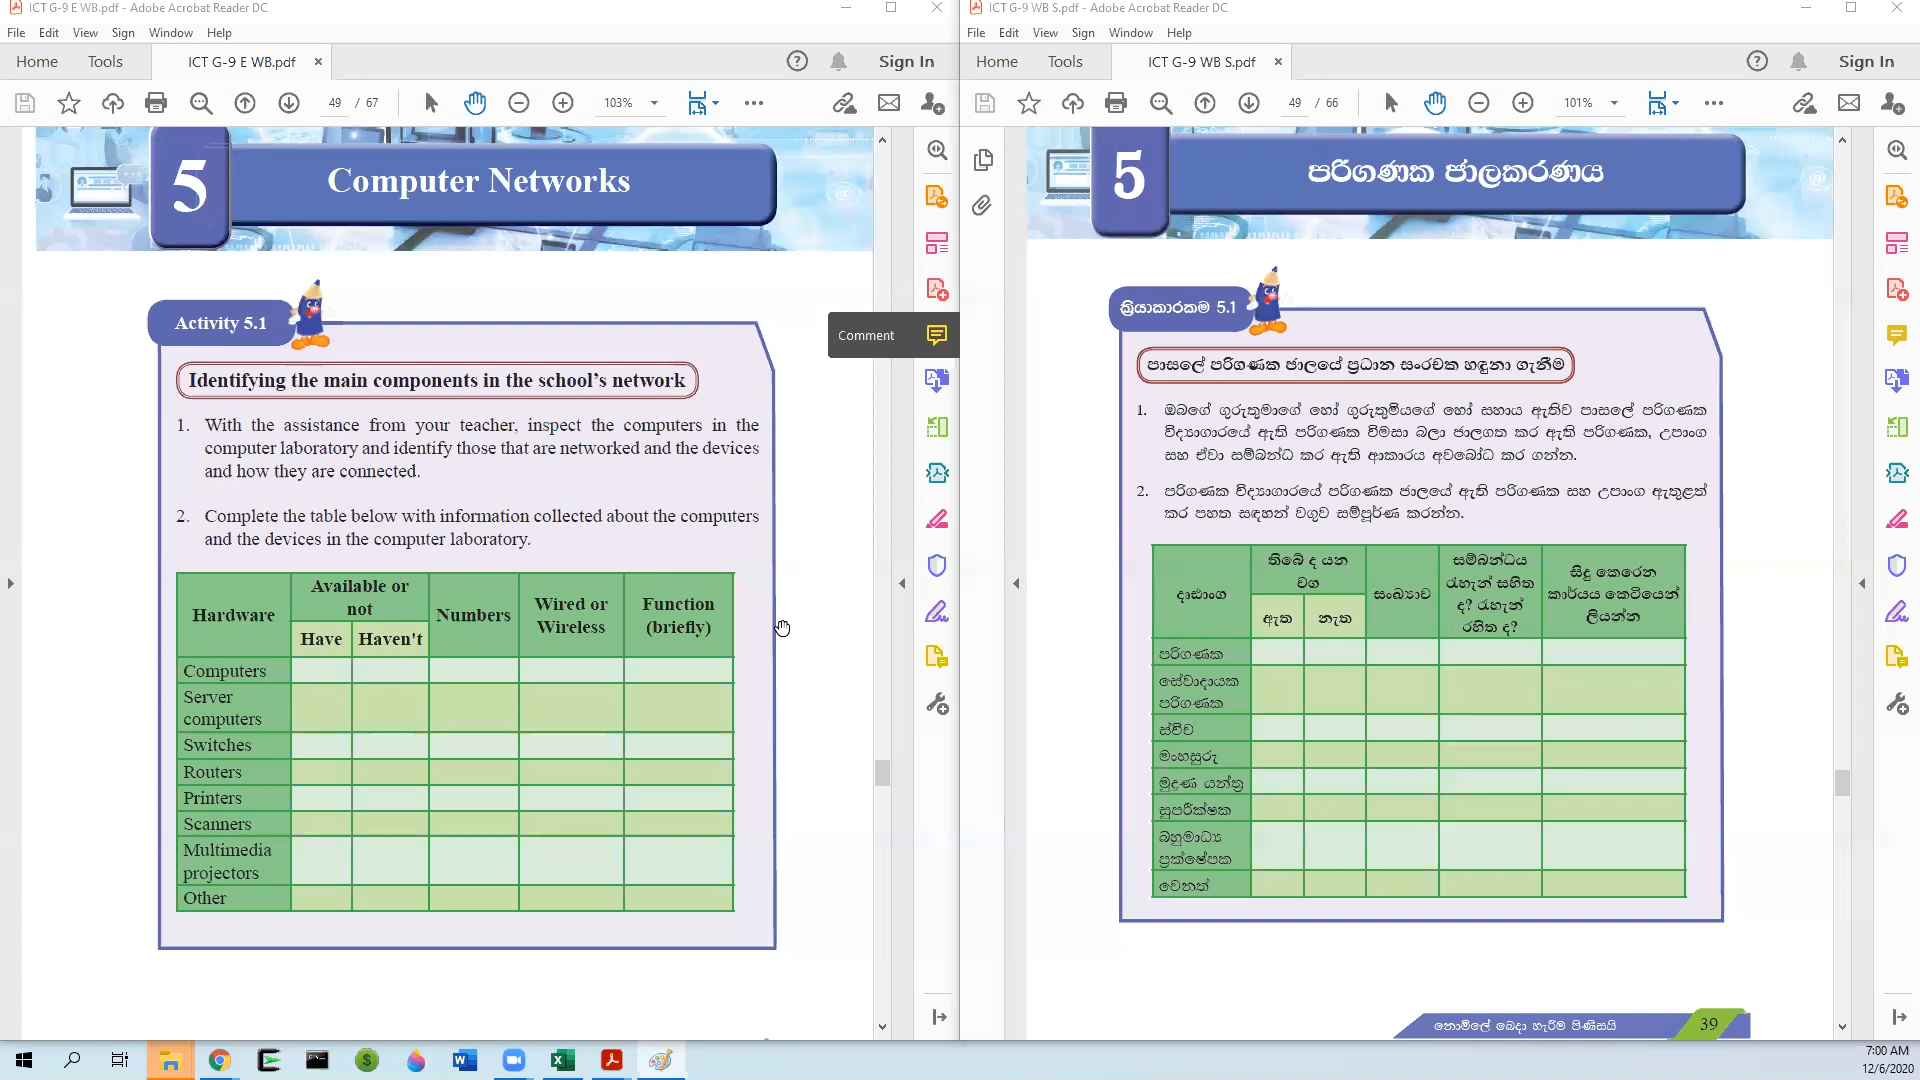 ICT G-9 E WB.pdf - Adobe Acrobat Reader DC
File Edit View Sign Window Help
Home Tools ICT G-9 E WB.pdf × Sign In
49 / 67 103%
5 Computer Networks
Activity 5.1
Comment
Identifying the main components in the school's network
1. With the assistance from your teacher, inspect the computers in the
computer laboratory and identify those that are networked and the devices
and how they are connected.
2. Complete the table below with information collected about the computers
and the devices in the computer laboratory.
Hardware
Available or
not
Have Haven't
Numbers
Wired or
Wireless
Function
(briefly)
Computers
Server
computers
Switches
Routers
Printers
Scanners
Multimedia
projectors
Other
ICT G-9 WB S.pdf - Adobe Acrobat Reader DC
File Edit View Sign Window Help
Home Tools ICT G-9 WB S.pdf × Sign In
49 / 66 101%
5 පරිගණක ජාලකරණය
ක්‍රියාකාරකම 5.1
පාසලේ පරිගණක ජාලයේ ප්‍රධාන සංරචක හඳුනා ගැනීම
1. ඔබගේ ගුරුතුමාගේ හෝ ගුරුතුමියගේ හෝ සහාය ඇතිව පාසලේ පරිගණක
විද්‍යාගාරයේ ඇති පරිගණක විමසා බලා ජාලගත කර ඇති පරිගණක, උපාංග
සහ ඒවා සම්බන්ධ කර ඇති ආකාරය අවබෝධ කර ගන්න.
2. පරිගණක විද්‍යාගාරයේ පරිගණක ජාලයේ ඇති පරිගණක සහ උපාංග ඇතුළත්
කර පහත සඳහන් වගුව සම්පූර්ණ කරන්න.
දෘඪාංග
තිබේ ද යන
වග
ඇත නැත
සංඛ්‍යාව
සම්බන්ධය
රැහැන් සහිත
ද? රැහැන්
රහිත ද?
සිදු කෙරෙන
කාර්යය කෙටියෙන්
ලියන්න
පරිගණක
සේවාදායක
පරිගණක
ස්විච
මංහසුරු
මුද්‍රණ යන්ත්‍ර
සුපරීක්ෂක
බහුමාධ්‍ය
ප්‍රක්ෂේපක
වෙනත්
නොමිලේ බෙදා හැරීම පිණිසයි 39
7:00 AM
12/6/2020